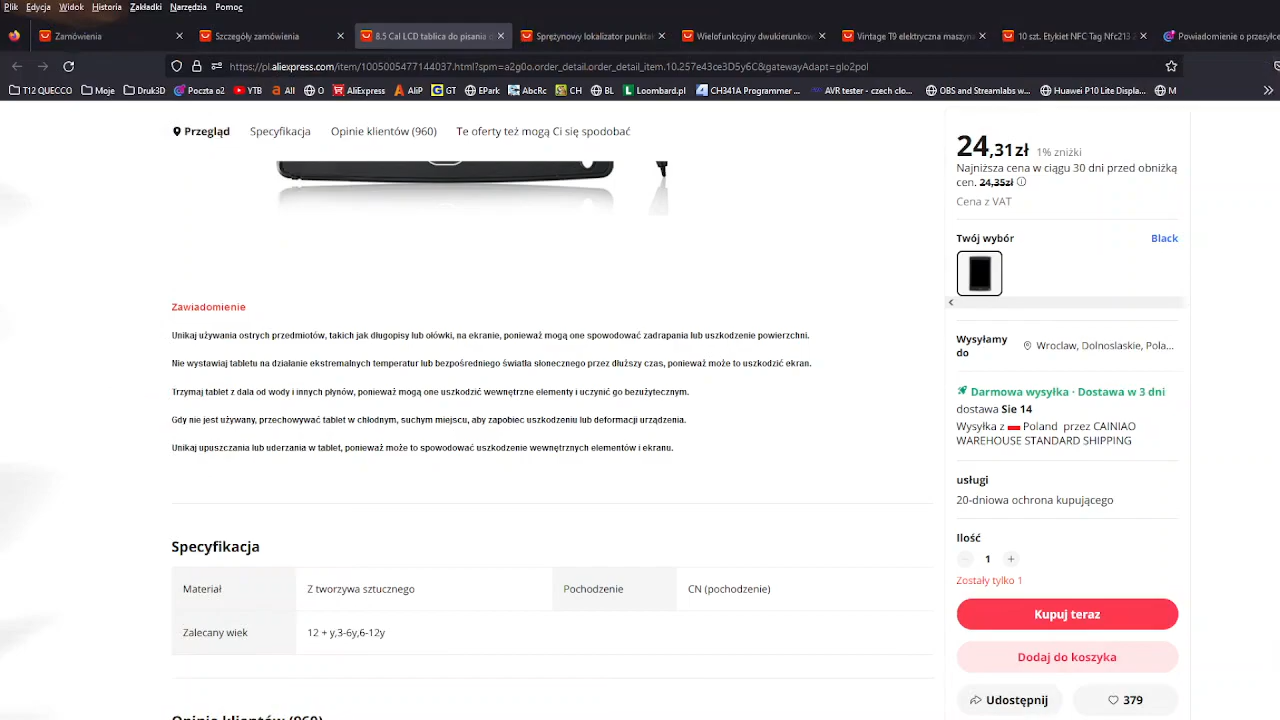 Plik Edycja Widok Historia Zakładki Narzędzia Pomoc
Zamówienia
Szczegóły zamówienia
8.5 Cal LCD tablica do pisania
Sprężynowy lokalizator punktak
Wielofunkcyjny dwukierunkow
Vintage T9 elektryczna maszyn
10 szt. Etykiet NFC Tag Nfc213
Powiadomienie o przesyłce
https://pl.aliexpress.com/item/1005005477144037.html?spm=a2g0o.order_detail.order_detail_item.10.257e43ce3D5y6C&gatewayAdapt=glo2pol
T12 QUECCO Moje Druk3D Poczta o2 YTB All O AliExpress AliP GT BPark AbcRc CH BL Loombard.pl CH341A Programmer ... AVR tester - czech clo... OBS and Streamlabs w... Huawei P10 Lite Displa... M
Przegląd Specyfikacja Opinie klientów (960) Te oferty też mogą Ci się spodobać
Zawiadomienie
Unikaj używania ostrych przedmiotów, takich jak długopisy lub ołówki, na ekranie, ponieważ mogą one spowodować zadrapania lub uszkodzenie powierzchni.
Nie wystawiaj tabletu na działanie ekstremalnych temperatur lub bezpośredniego światła słonecznego przez dłuższy czas, ponieważ może to uszkodzić ekran.
Trzymaj tablet z dala od wody i innych płynów, ponieważ mogą one uszkodzić wewnętrzne elementy i uczynić go bezużytecznym.
Gdy nie jest używany, przechowywać tablet w chłodnym, suchym miejscu, aby zapobiec uszkodzeniu lub deformacji urządzenia.
Unikaj upuszczania lub uderzania w tablet, ponieważ może to spowodować uszkodzenie wewnętrznych elementów i ekranu.
Specyfikacja
Materiał Z tworzywa sztucznego Pochodzenie CN (pochodzenie)
Zalecany wiek 12 + y,3-6y,6-12y
Opinie klientów (960)
24,31zł 1% zniżki
Najniższa cena w ciągu 30 dni przed obniżką
cen. 24,35zł
Cena z VAT
Twój wybór Black
Wysyłamy
do
Wroclaw, Dolnoslaskie, Pola...
Darmowa wysyłka · Dostawa w 3 dni
dostawa Sie 14
Wysyłka z Poland przez CAINIAO
WAREHOUSE STANDARD SHIPPING
usługi
20-dniowa ochrona kupującego
Ilość
− 1 +
Zostały tylko 1
Kupuj teraz
Dodaj do koszyka
Udostępnij 379